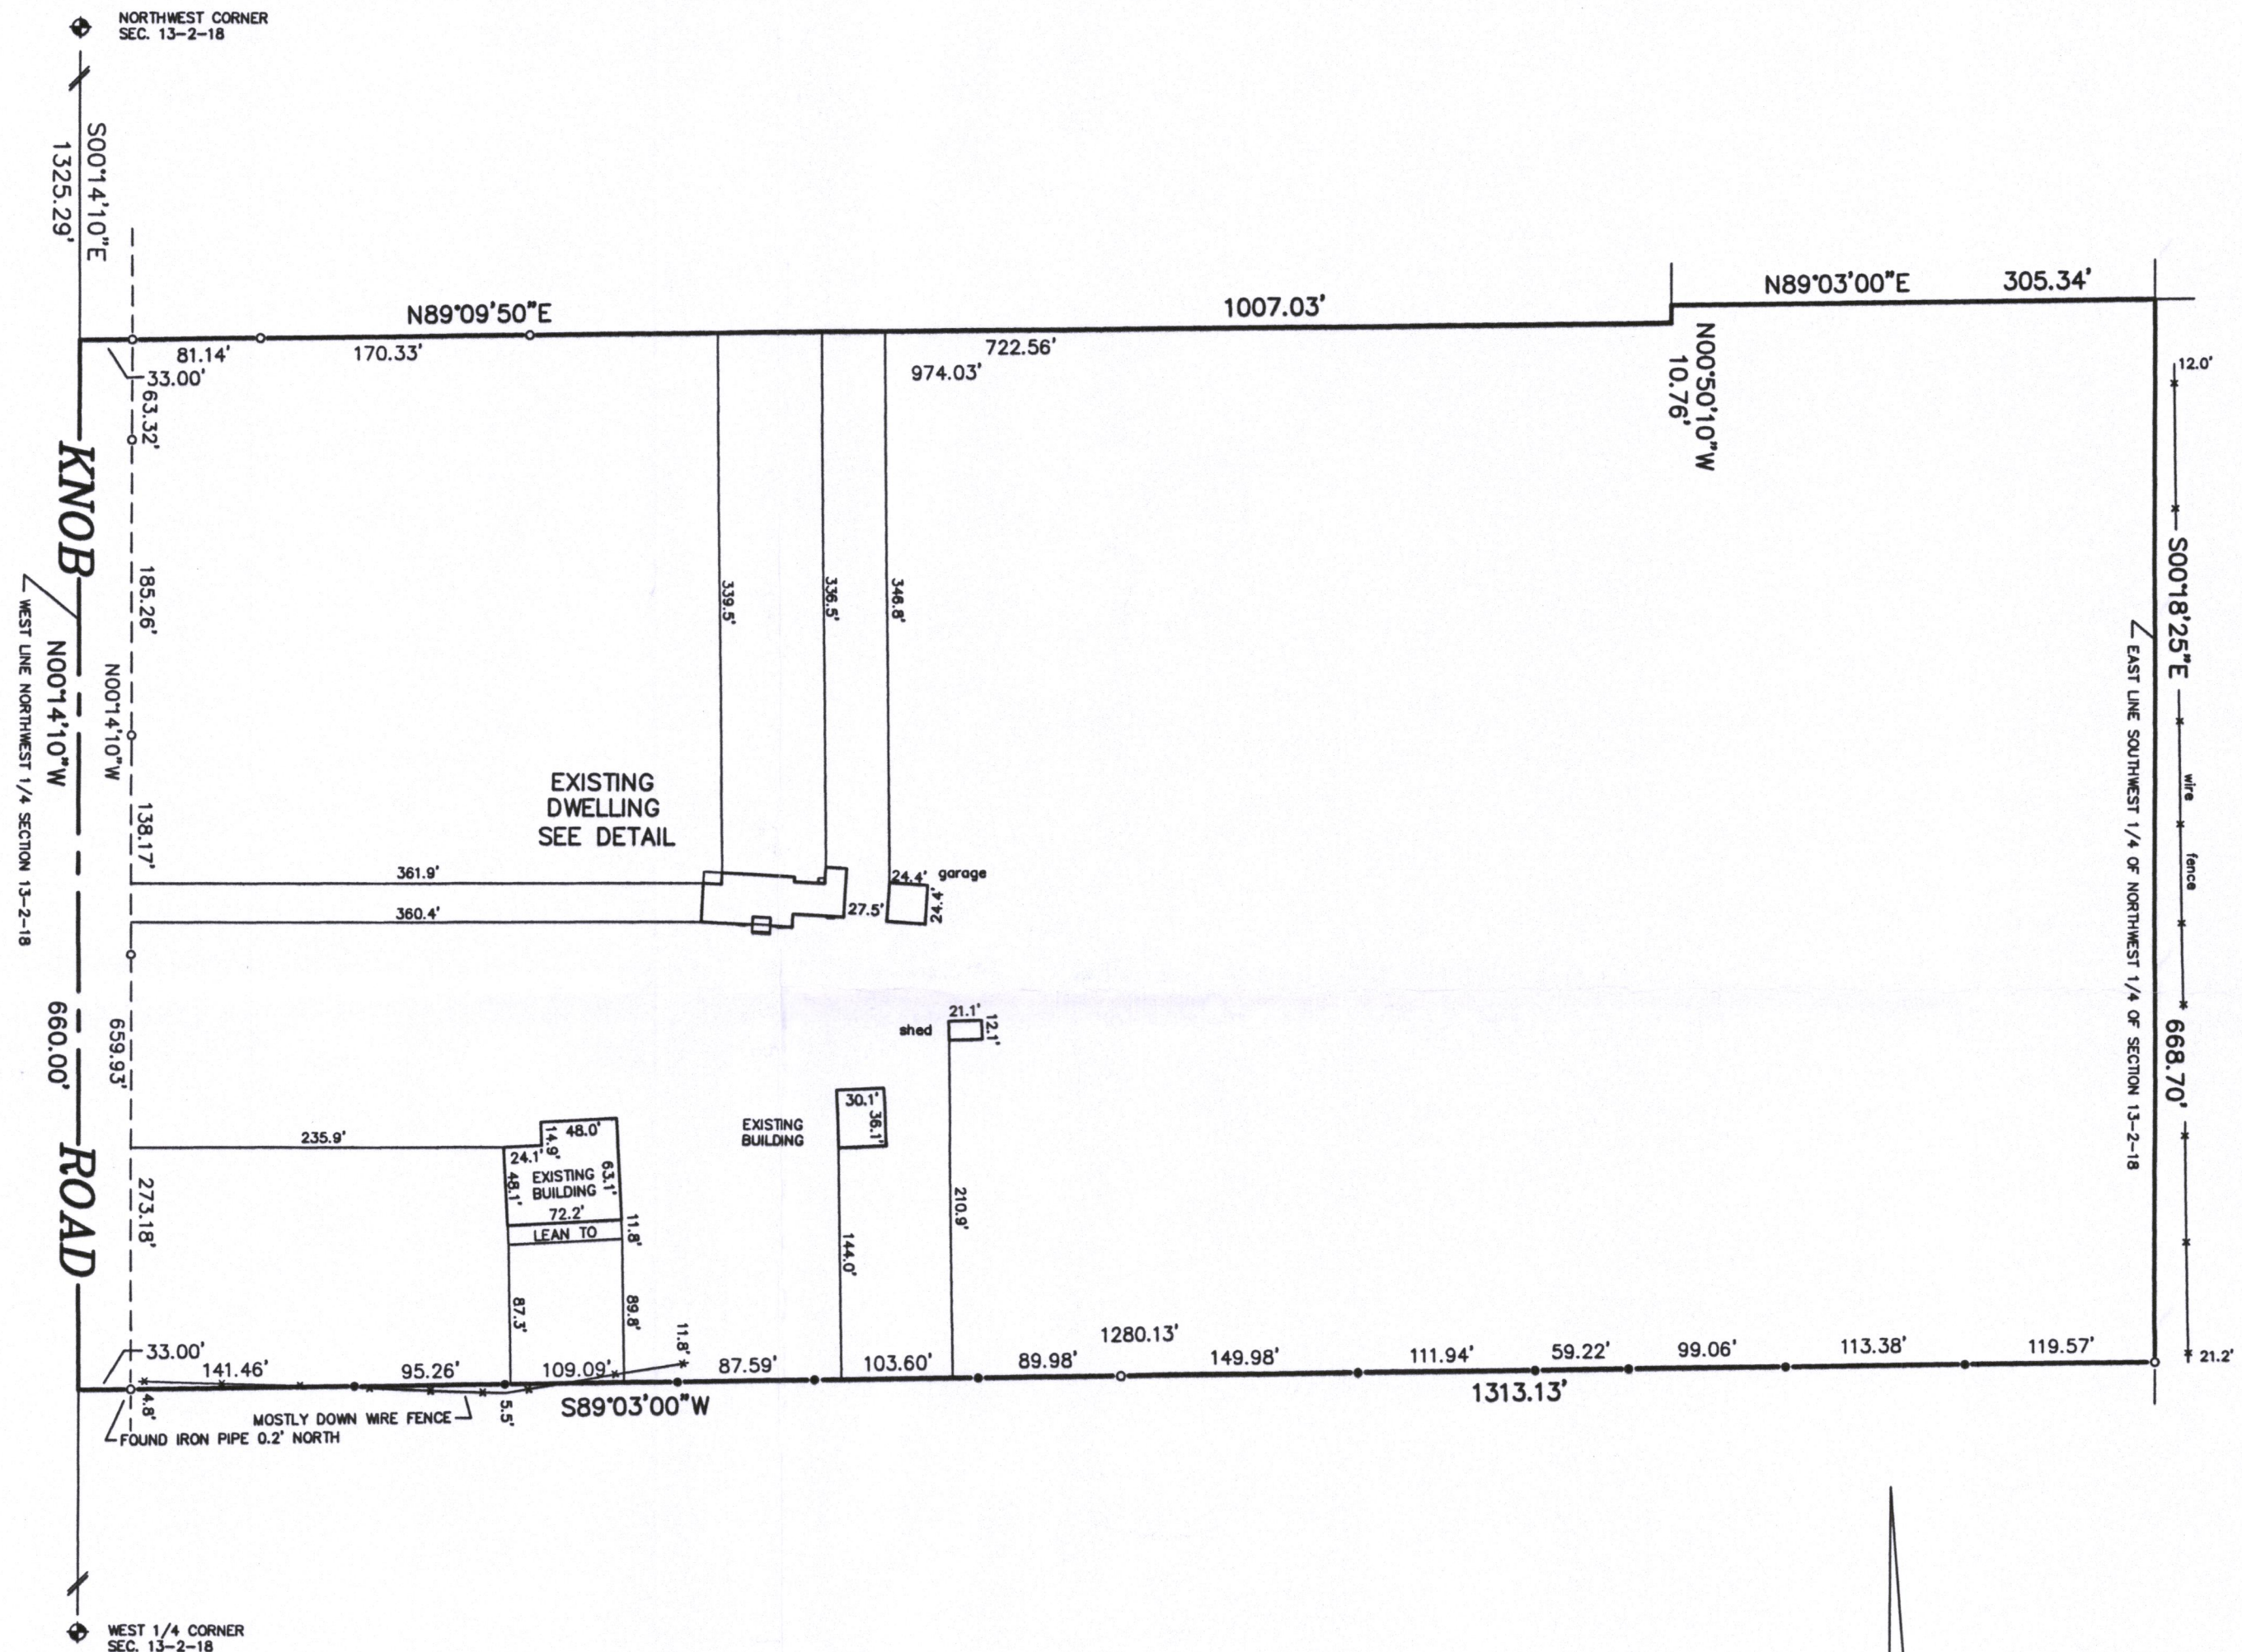 NORTHWEST CORNER
SEC. 13-2-18
S00°14'10"E
1325.29'
N89°09'50"E
1007.03'
N89°03'00"E
305.34'
81.14'
170.33'
722.56'
974.03'
33.00'
N00°50'10"W
10.76'
12.0'
63.32'
KNOB
185.26'
339.5'
336.5'
346.8'
S00°18'25"E
WEST LINE NORTHWEST 1/4 SECTION 13-2-18
N00°14'10"W
N00°14'10"W
EAST LINE SOUTHWEST 1/4 OF NORTHWEST 1/4 OF SECTION 13-2-18
wire
fence
EXISTING
DWELLING
SEE DETAIL
138.17'
361.9'
360.4'
24.4'
garage
24.4'
27.5'
660.00'
659.93'
668.70'
21.1'
shed
12.1'
30.1'
36.1'
EXISTING
BUILDING
235.9'
48.0'
14.9'
24.1'
63.1'
48.1'
EXISTING
BUILDING
72.2'
LEAN TO
11.8'
ROAD
273.18'
210.9'
144.0'
87.3'
89.8'
11.8'
1280.13'
33.00'
141.46'
95.26'
109.09'
87.59'
103.60'
89.98'
149.98'
111.94'
59.22'
99.06'
113.38'
119.57'
21.2'
4.8'
5.5'
S89°03'00"W
1313.13'
MOSTLY DOWN WIRE FENCE
FOUND IRON PIPE 0.2' NORTH
WEST 1/4 CORNER
SEC. 13-2-18